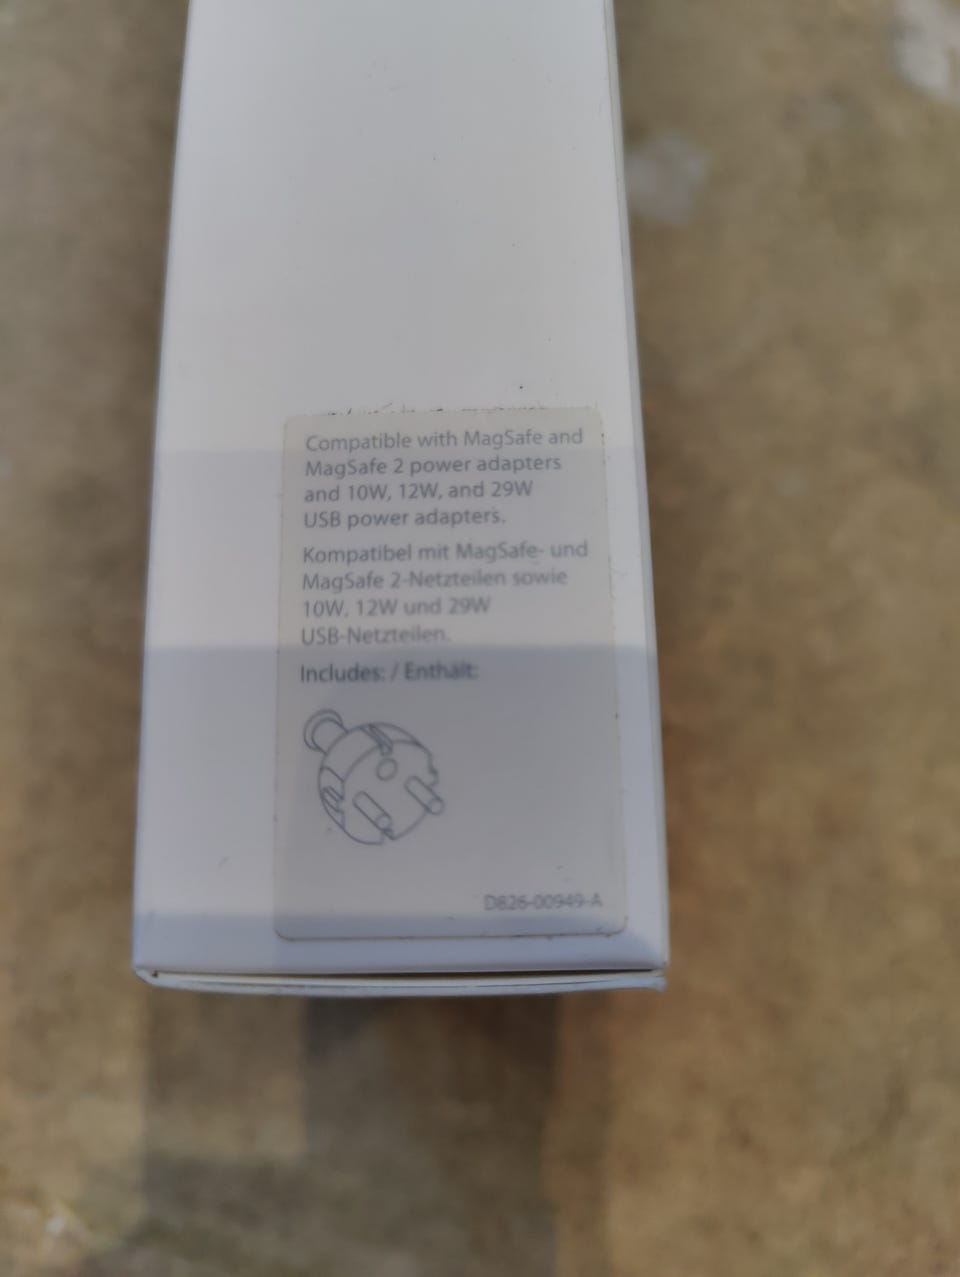 Compatible with MagSafe and
MagSafe 2 power adapters
and 10W, 12W, and 29W
USB power adapters.
Kompatibel mit MagSafe- und
MagSafe 2-Netzteilen sowie
10W, 12W und 29W
USB-Netzteilen.
Includes: / Enthält:
D826-00949-A